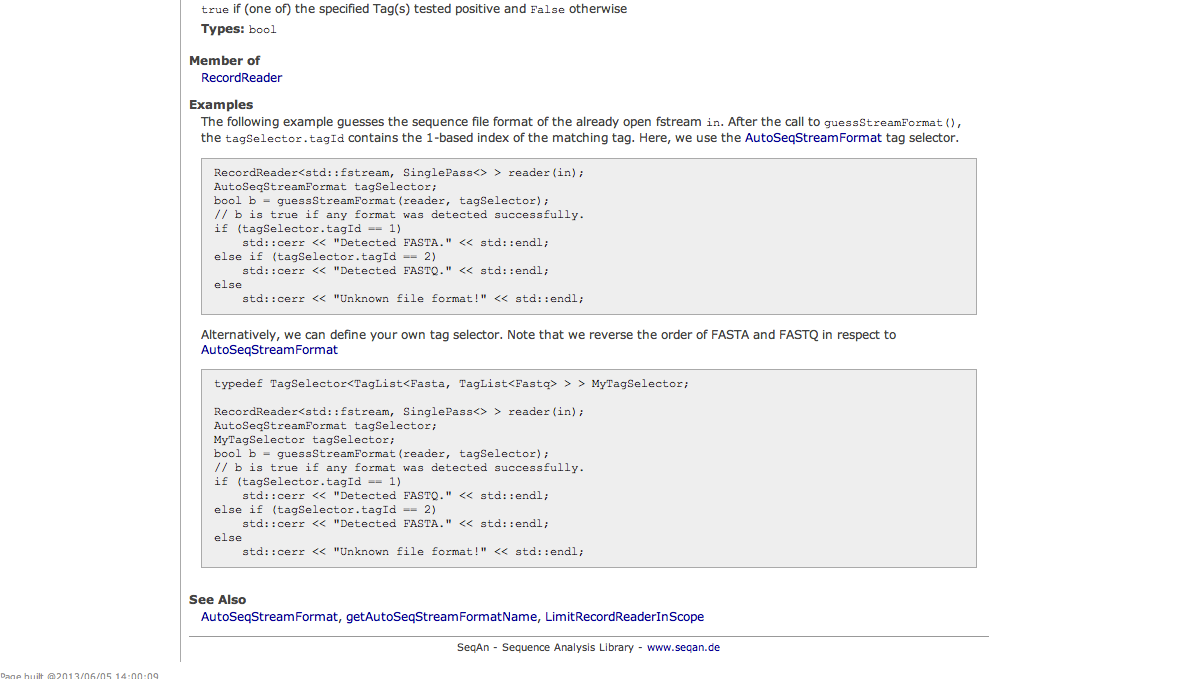 true if (one of) the specified Tag(s) tested positive and False otherwise
Types: bool
Member of
RecordReader
Examples
The following example guesses the sequence file format of the already open fstream in. After the call to guessStreamFormat(),
the tagSelector.tagId contains the 1-based index of the matching tag. Here, we use the AutoSeqStreamFormat tag selector.
RecordReader<std::fstream, SinglePass<> > reader(in);
AutoSeqStreamFormat tagSelector;
bool b = guessStreamFormat(reader, tagSelector);
// b is true if any format was detected successfully.
if (tagSelector.tagId == 1)
    std::cerr << "Detected FASTA." << std::endl;
else if (tagSelector.tagId == 2)
    std::cerr << "Detected FASTQ." << std::endl;
else
    std::cerr << "Unknown file format!" << std::endl;
Alternatively, we can define your own tag selector. Note that we reverse the order of FASTA and FASTQ in respect to
AutoSeqStreamFormat
typedef TagSelector<TagList<Fasta, TagList<Fastq> > > MyTagSelector;
RecordReader<std::fstream, SinglePass<> > reader(in);
AutoSeqStreamFormat tagSelector;
MyTagSelector tagSelector;
bool b = guessStreamFormat(reader, tagSelector);
// b is true if any format was detected successfully.
if (tagSelector.tagId == 1)
    std::cerr << "Detected FASTQ." << std::endl;
else if (tagSelector.tagId == 2)
    std::cerr << "Detected FASTA." << std::endl;
else
    std::cerr << "Unknown file format!" << std::endl;
See Also
AutoSeqStreamFormat, getAutoSeqStreamFormatName, LimitRecordReaderInScope
SeqAn - Sequence Analysis Library - www.seqan.de
Page built @2013/06/05 14:00:09